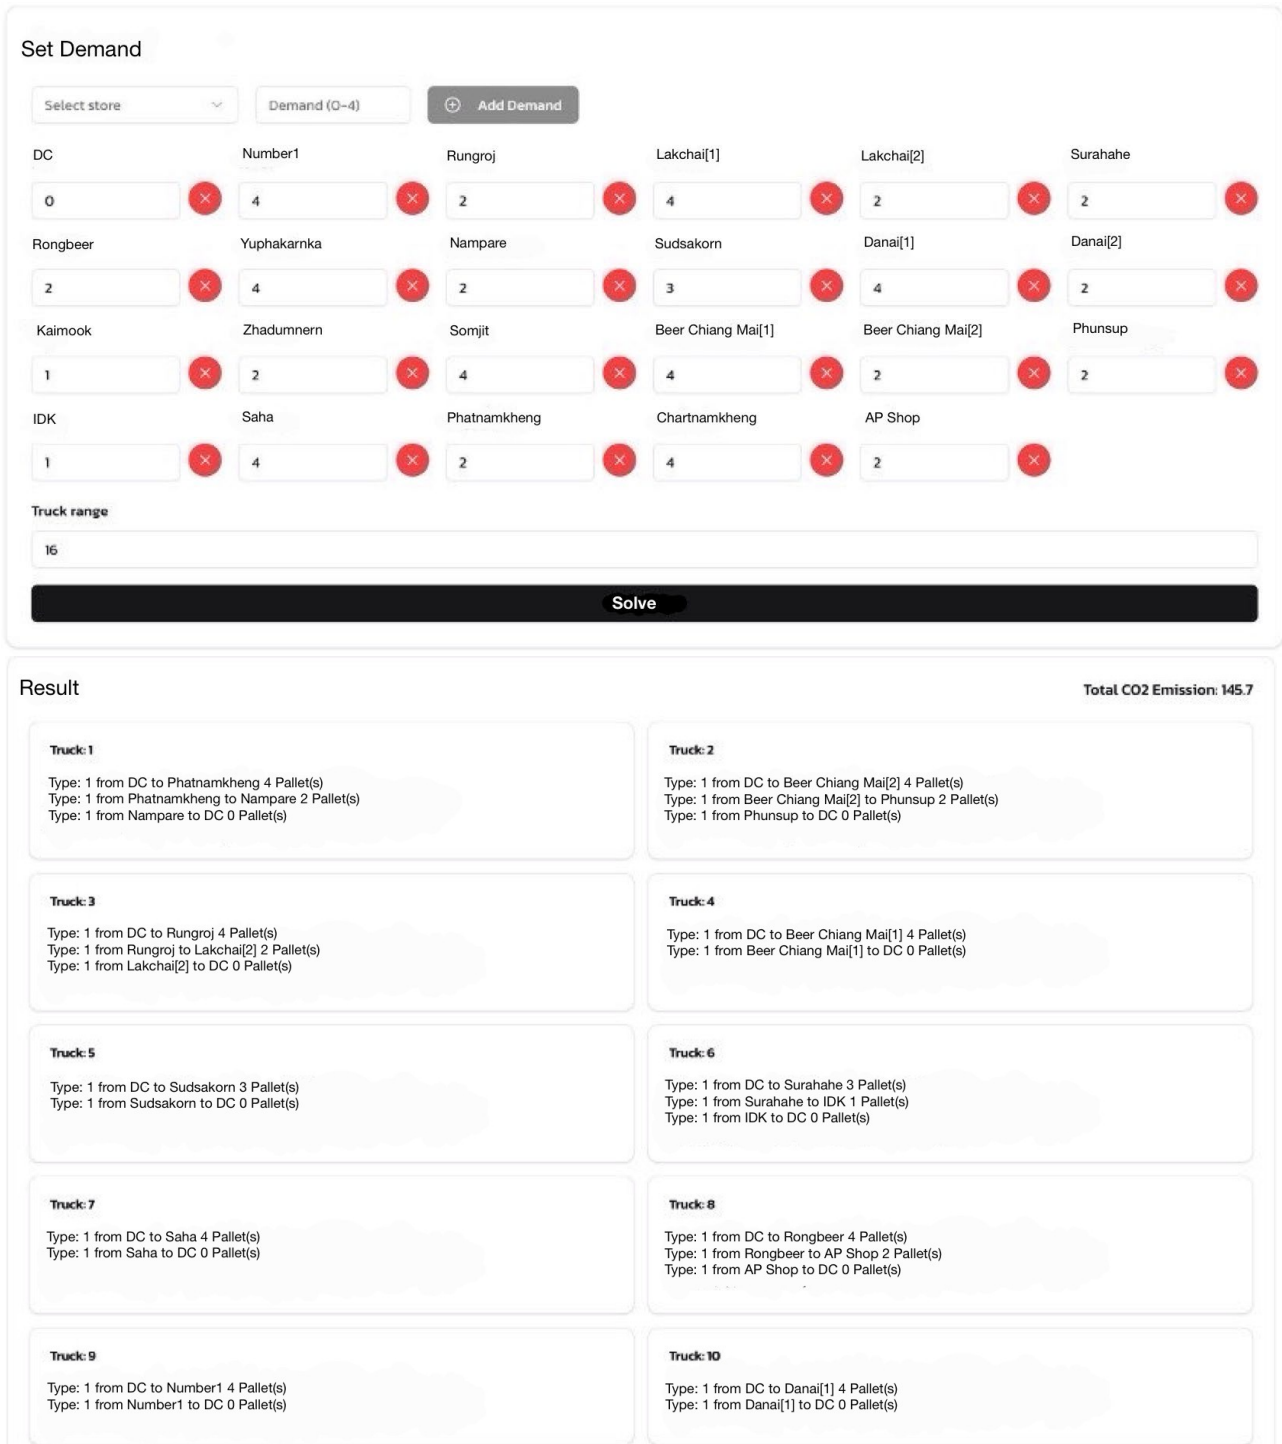 Set Demand
Select store
Demand (0-4)
Add Demand
DC
Number1
Rungroj
Lakchai[1]
Lakchai[2]
Surahahe
0
4
2
4
2
2
Rongbeer
Yuphakarnka
Nampare
Sudsakorn
Danai[1]
Danai[2]
2
4
2
3
4
2
Kaimook
Zhadumnern
Somjit
Beer Chiang Mai[1]
Beer Chiang Mai[2]
Phunsup
1
2
4
4
2
2
IDK
Saha
Phatnamkheng
Chartnamkheng
AP Shop
1
4
2
4
2
Truck range
16
Solve
Result
Total CO2 Emission: 145.7
Truck: 1
Type: 1 from DC to Phatnamkheng 4 Pallet(s)
Type: 1 from Phatnamkheng to Nampare 2 Pallet(s)
Type: 1 from Nampare to DC 0 Pallet(s)
Truck: 2
Type: 1 from DC to Beer Chiang Mai[2] 4 Pallet(s)
Type: 1 from Beer Chiang Mai[2] to Phunsup 2 Pallet(s)
Type: 1 from Phunsup to DC 0 Pallet(s)
Truck: 3
Type: 1 from DC to Rungroj 4 Pallet(s)
Type: 1 from Rungroj to Lakchai[2] 2 Pallet(s)
Type: 1 from Lakchai[2] to DC 0 Pallet(s)
Truck: 4
Type: 1 from DC to Beer Chiang Mai[1] 4 Pallet(s)
Type: 1 from Beer Chiang Mai[1] to DC 0 Pallet(s)
Truck: 5
Type: 1 from DC to Sudsakorn 3 Pallet(s)
Type: 1 from Sudsakorn to DC 0 Pallet(s)
Truck: 6
Type: 1 from DC to Surahahe 3 Pallet(s)
Type: 1 from Surahahe to IDK 1 Pallet(s)
Type: 1 from IDK to DC 0 Pallet(s)
Truck: 7
Type: 1 from DC to Saha 4 Pallet(s)
Type: 1 from Saha to DC 0 Pallet(s)
Truck: 8
Type: 1 from DC to Rongbeer 4 Pallet(s)
Type: 1 from Rongbeer to AP Shop 2 Pallet(s)
Type: 1 from AP Shop to DC 0 Pallet(s)
Truck: 9
Type: 1 from DC to Number1 4 Pallet(s)
Type: 1 from Number1 to DC 0 Pallet(s)
Truck: 10
Type: 1 from DC to Danai[1] 4 Pallet(s)
Type: 1 from Danai[1] to DC 0 Pallet(s)